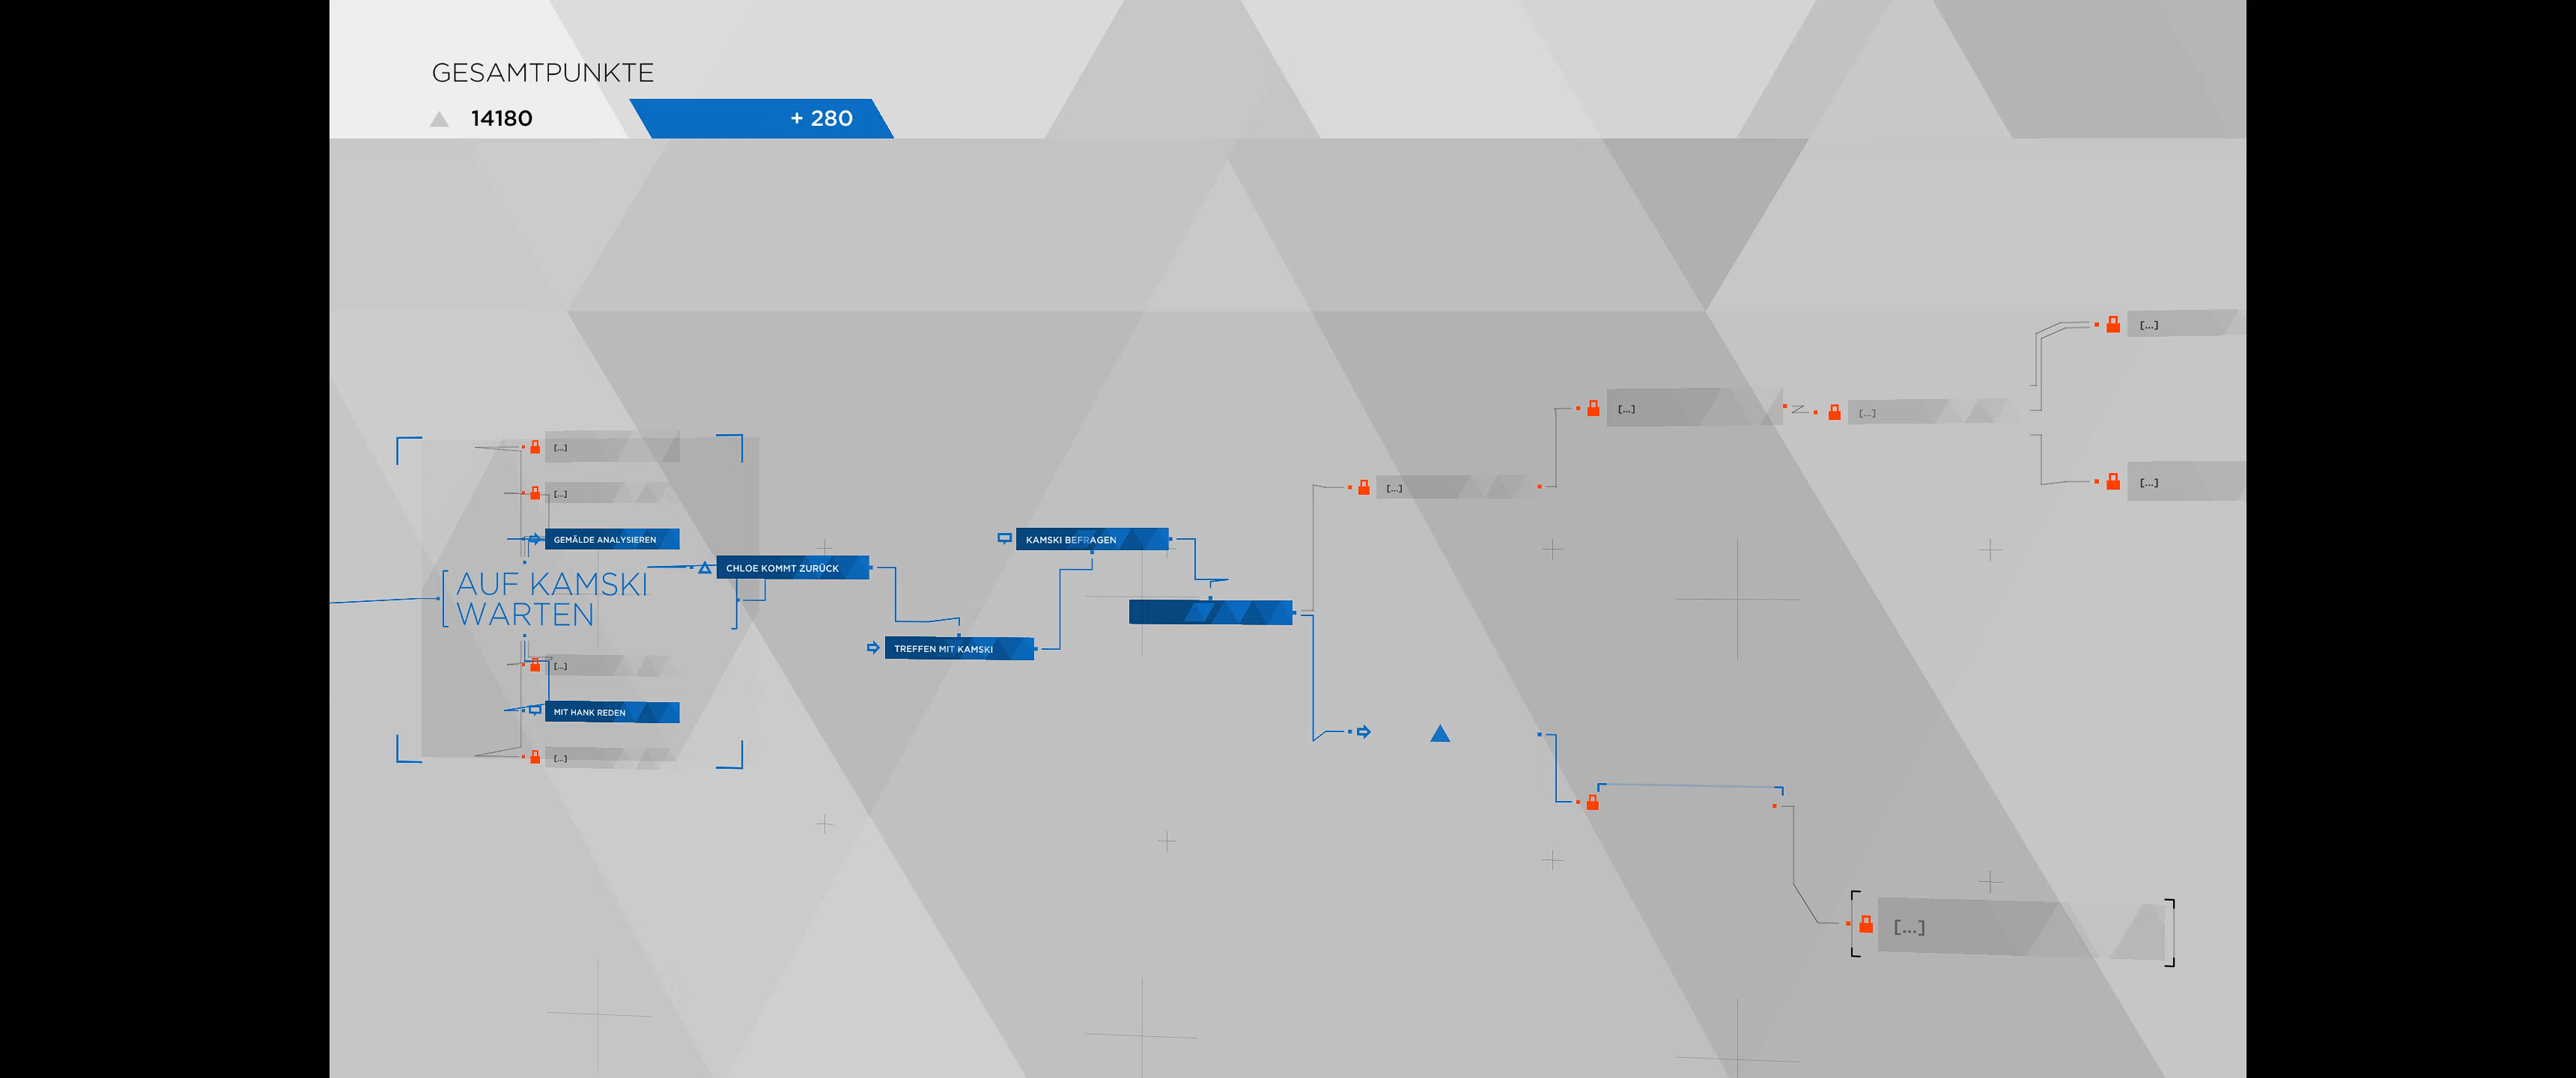 GESAMTPUNKTE
14180
+ 280
[...]
[...]
[...]
[...]
[...]
[...]
[...]
GEMÄLDE ANALYSIEREN
KAMSKI BEFRAGEN
CHLOE KOMMT ZURÜCK
AUF KAMSKI
WARTEN
TREFFEN MIT KAMSKI
[...]
MIT HANK REDEN
[...]
[...]